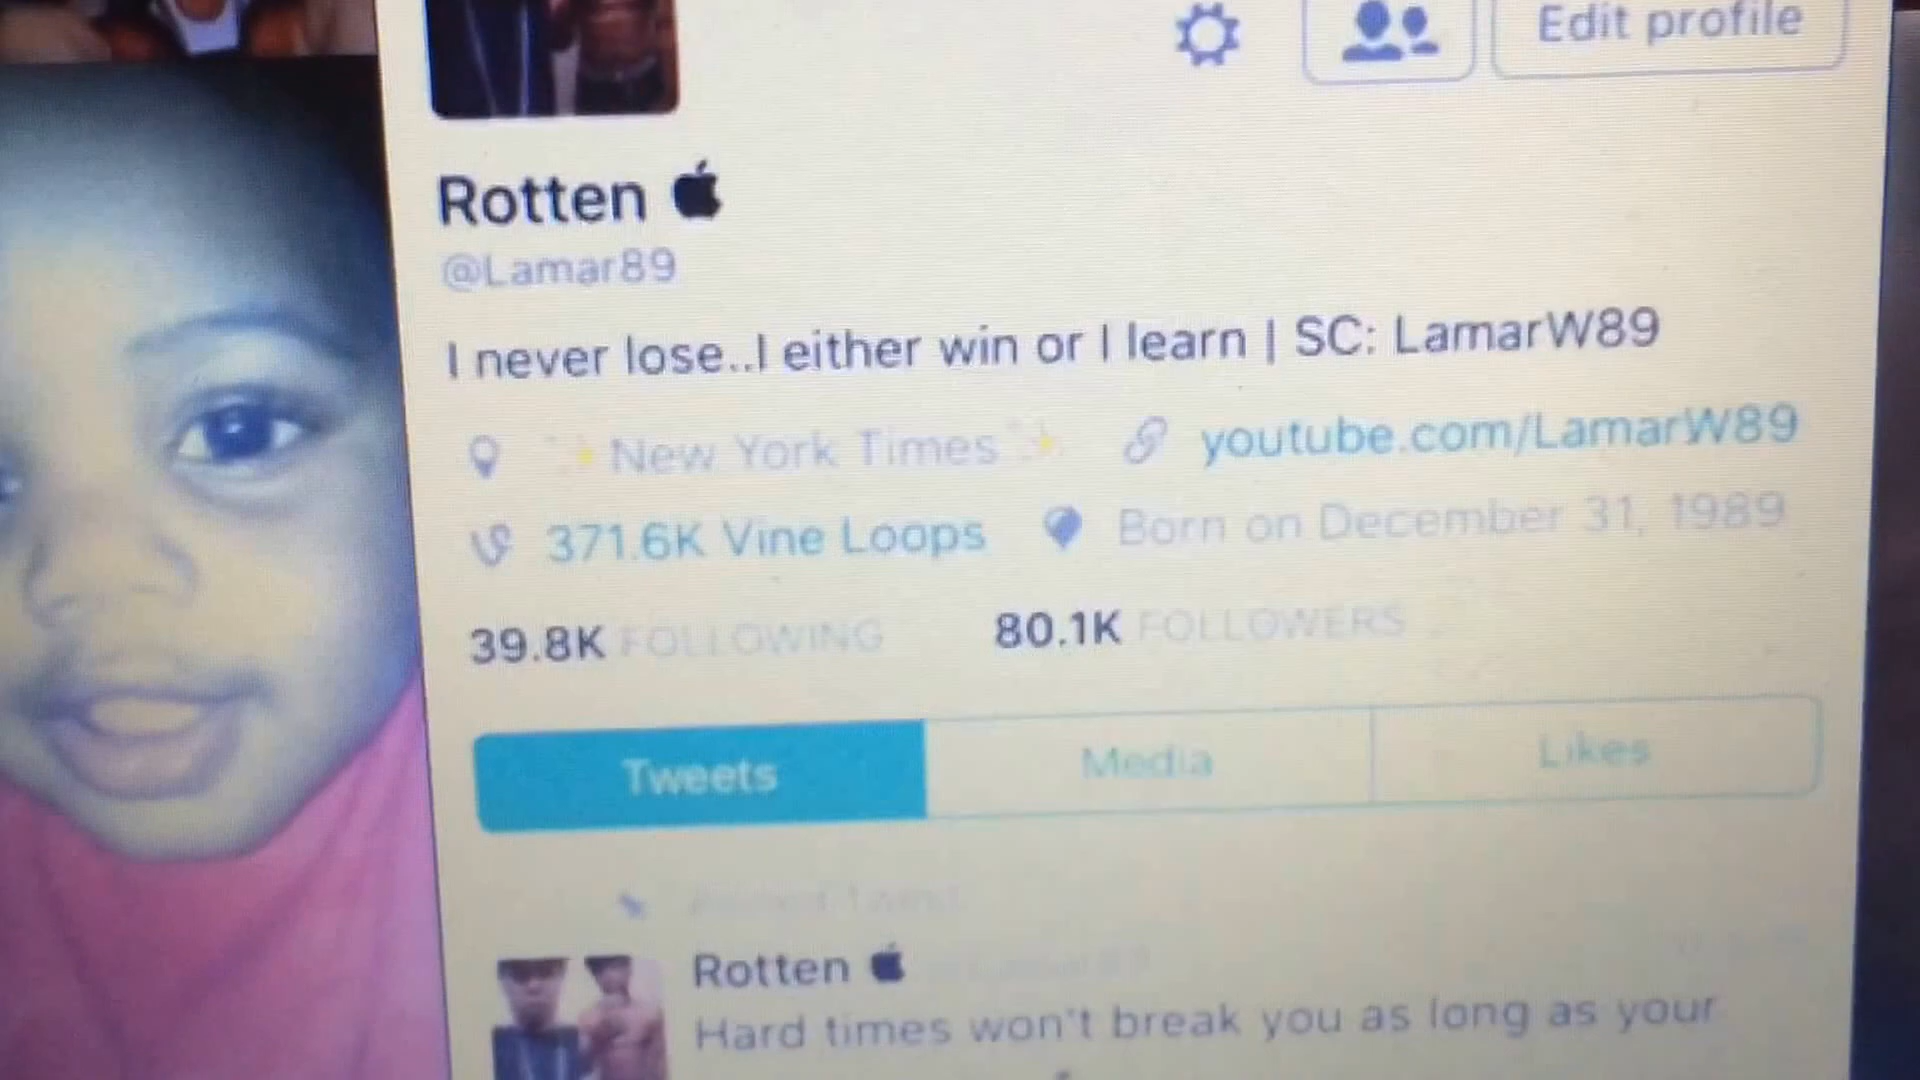 Edit profile
Rotten
@Lamar89
I never lose..I either win or I learn | SC: LamarW89
New York Times youtube.com/LamarW89
371.6K Vine Loops Born on December 31, 1989
39.8K FOLLOWING 80.1K FOLLOWERS
Tweets Media Likes
Rotten
Hard times won't break you as long as your